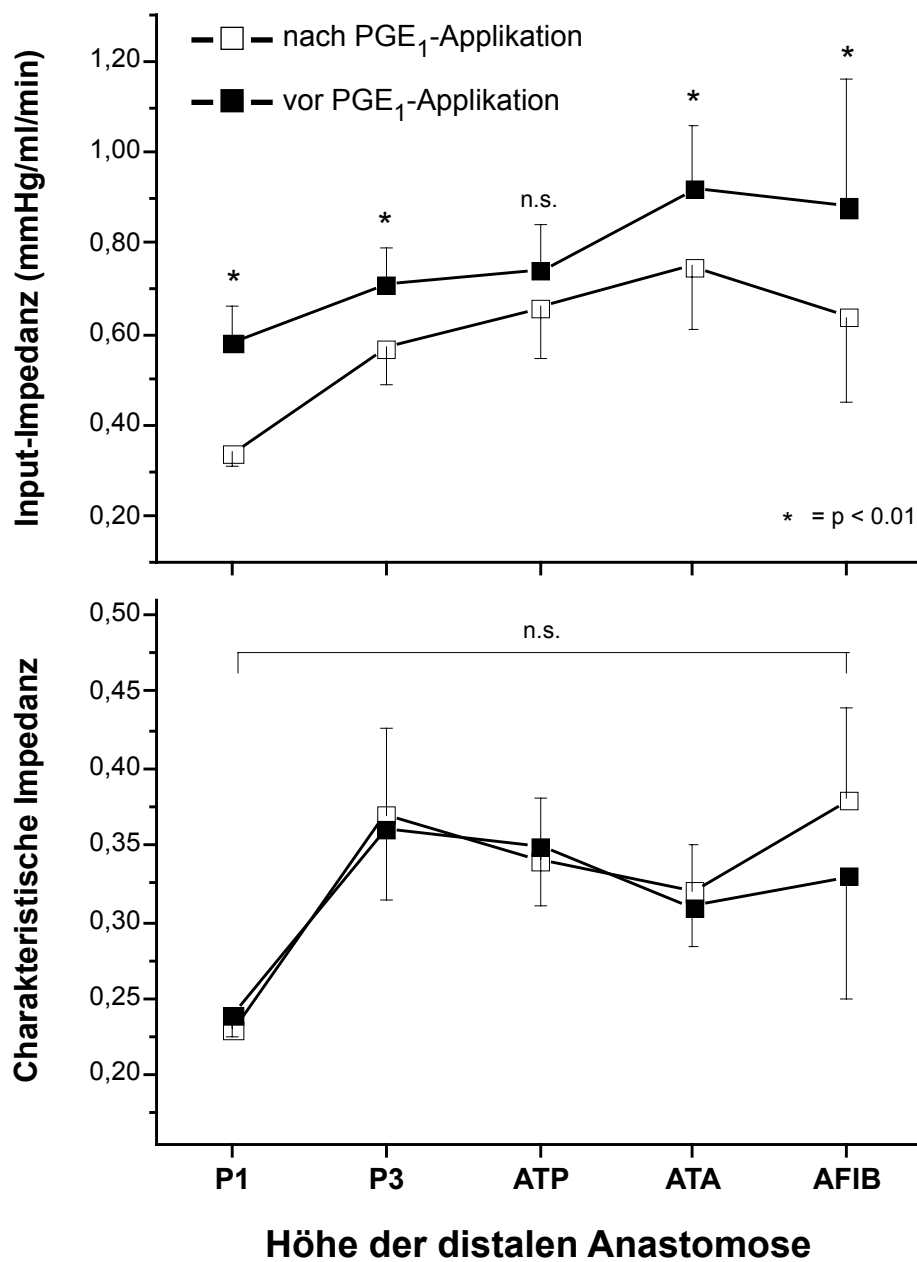 nach PGE₁-Applikation
vor PGE₁-Applikation
Input-Impedanz (mmHg/ml/min)
1,20
1,00
0,80
0,60
0,40
0,20
*
*
n.s.
*
*
* = p < 0.01
Charakteristische Impedanz
0,50
0,45
0,40
0,35
0,30
0,25
0,20
n.s.
P1 P3 ATP ATA AFIB
Höhe der distalen Anastomose